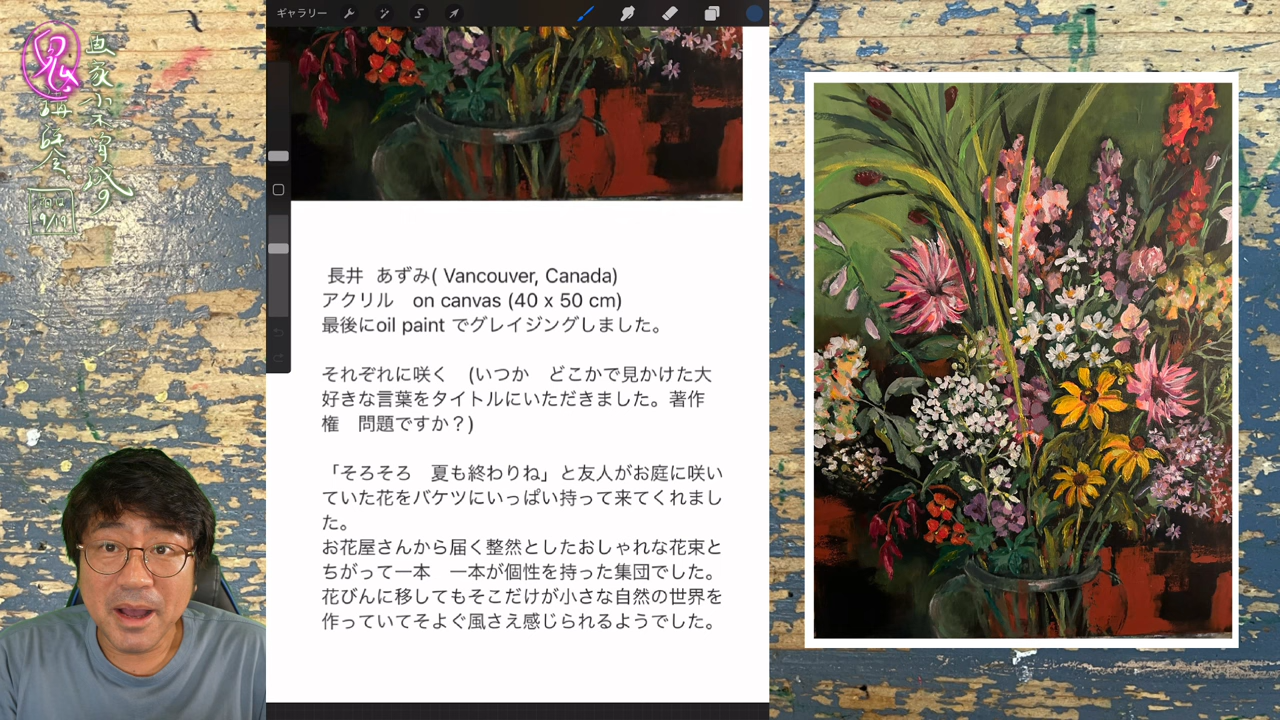 ギャラリー
鬼
長井 あずみ( Vancouver, Canada)
アクリル on canvas (40 x 50 cm)
最後にoil paint でグレイジングしました。
それぞれに咲く (いつか どこかで見かけた大
好きな言葉をタイトルにいただきました。著作
権 問題ですか？)
「そろそろ 夏も終わりね」と友人がお庭に咲い
ていた花をバケツにいっぱい持って来てくれまし
た。
お花屋さんから届く整然としたおしゃれな花束と
ちがって一本 一本が個性を持った集団でした。
花びんに移してもそこだけが小さな自然の世界を
作っていてそよぐ風さえ感じられるようでした。